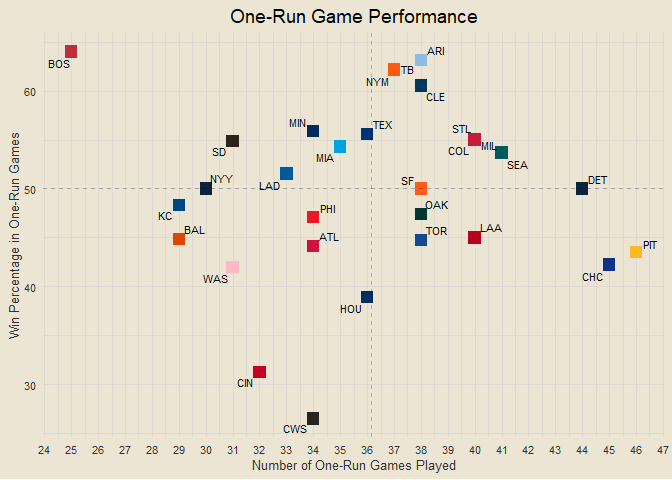 One-Run Game Performance
Win Percentage in One-Run Games
60
50
40
30
BOS
ARI
TB
NYM
CLE
MIN
TEX
STL
SD
MIA
COL
MIL
SEA
LAD
NYY
SF
DET
KC
PHI
OAK
BAL
ATL
TOR
LAA
PIT
WAS
CHC
HOU
CIN
CWS
24 25 26 27 28 29 30 31 32 33 34 35 36 37 38 39 40 41 42 43 44 45 46 47
Number of One-Run Games Played